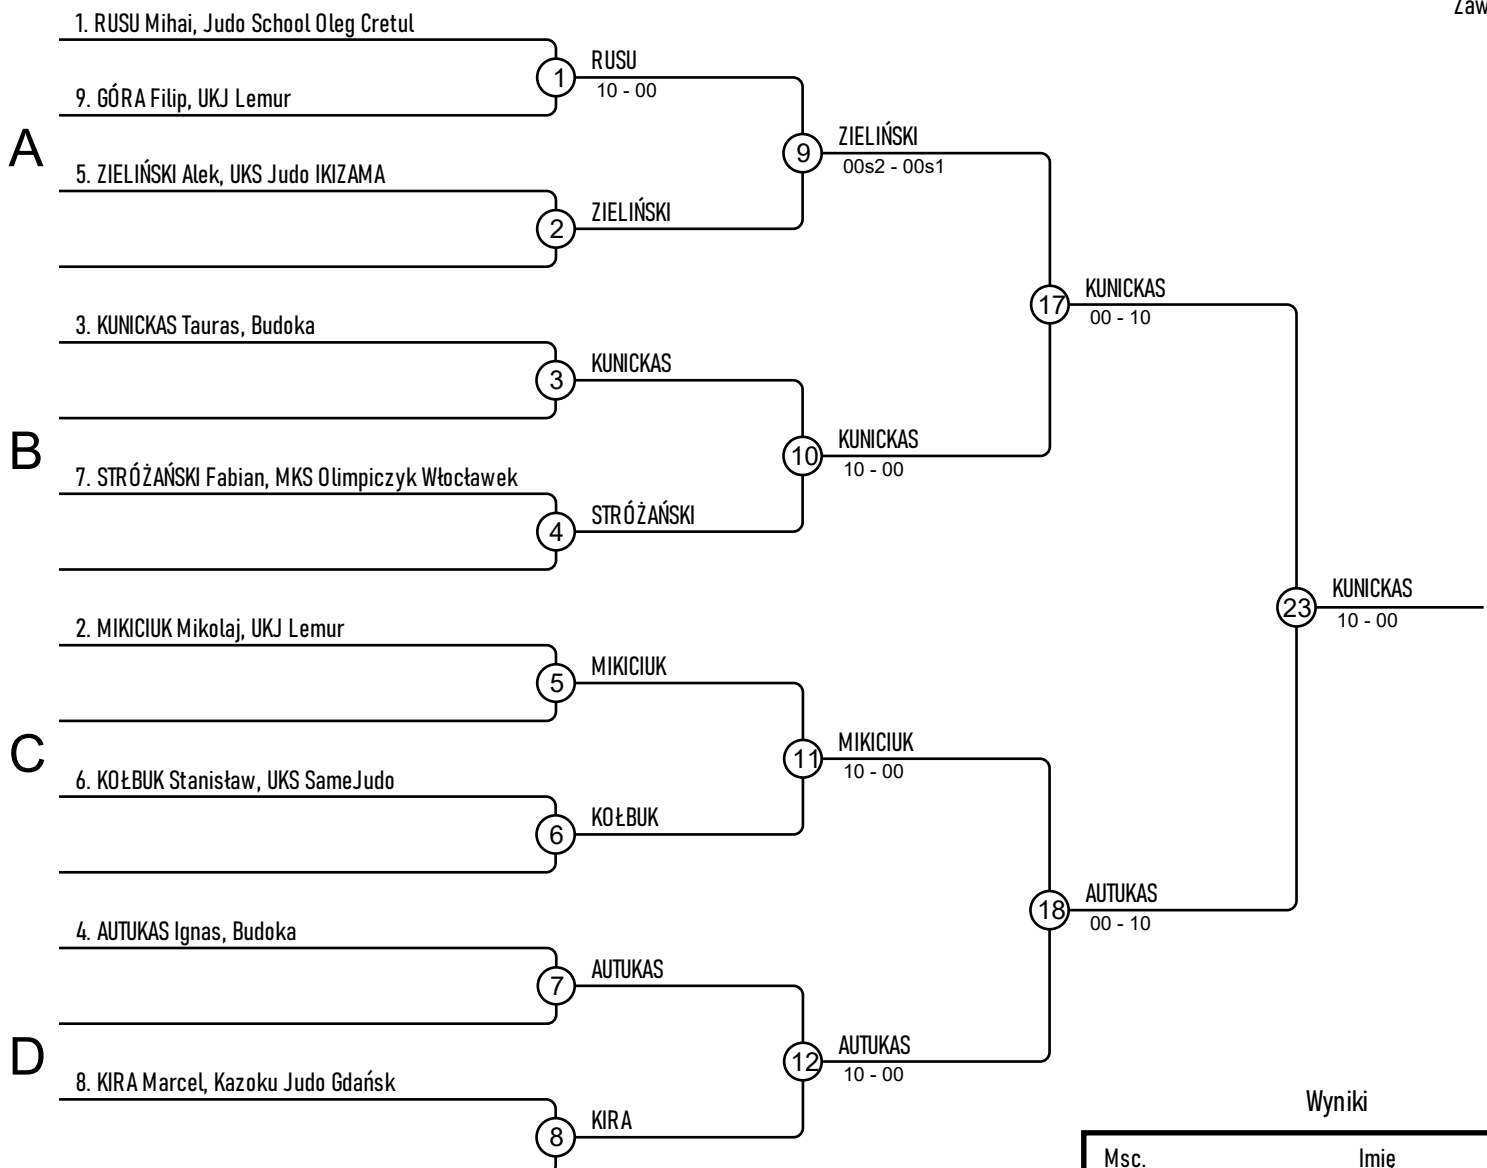 Zaw
1. RUSU Mihai, Judo School Oleg Cretul
1
RUSU
10 - 00
9. GÓRA Filip, UKJ Lemur
A
9
ZIELIŃSKI
00s2 - 00s1
5. ZIELIŃSKI Alek, UKS Judo IKIZAMA
2
ZIELIŃSKI
17
KUNICKAS
00 - 10
3. KUNICKAS Tauras, Budoka
3
KUNICKAS
B
10
KUNICKAS
10 - 00
7. STRÓŻAŃSKI Fabian, MKS Olimpiczyk Włocławek
4
STRÓŻAŃSKI
23
KUNICKAS
10 - 00
2. MIKICIUK Mikolaj, UKJ Lemur
5
MIKICIUK
C
11
MIKICIUK
10 - 00
6. KOŁBUK Stanisław, UKS SameJudo
6
KOŁBUK
18
AUTUKAS
00 - 10
4. AUTUKAS Ignas, Budoka
7
AUTUKAS
D
12
AUTUKAS
10 - 00
8. KIRA Marcel, Kazoku Judo Gdańsk
8
KIRA
Wyniki
Msc. Imię